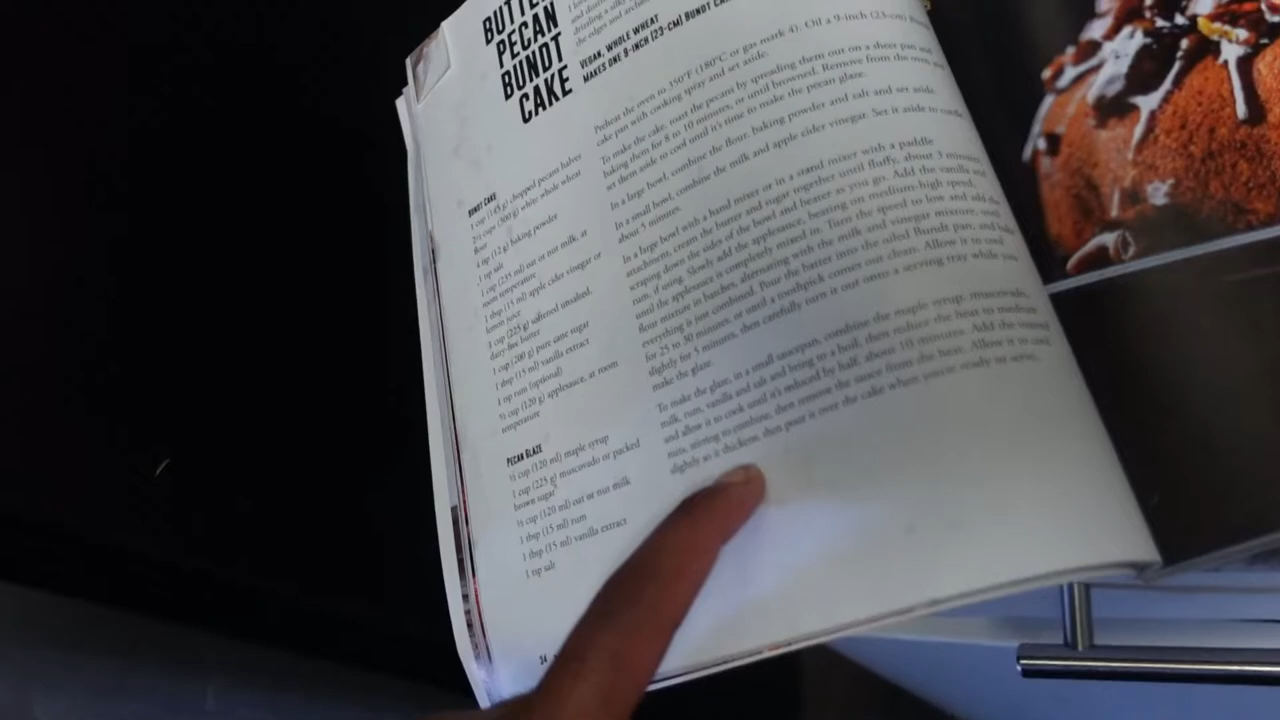 BUTTER
PECAN
BUNDT
CAKE
the edges and
VEGAN, WHOLE WHEAT
MAKES ONE 9-INCH (23-CM) BUNDT
Preheat the oven to 350°F (180°C or gas mark 4). Oil a 9-inch (23-cm)
cake pan with cooking spray and set aside.
To make the cake, roast the pecans by spreading them out on a sheet pan and
baking them for 8 to 10 minutes, or until browned. Remove from the oven and
set them aside to cool until it's time to make the pecan glaze.
In a large bowl, combine the flour, baking powder and salt and set aside.
In a small bowl, combine the milk and apple cider vinegar. Set it aside to
about 5 minutes.
In a large bowl with a hand mixer or in a stand mixer with a paddle
attachment, cream the butter and sugar together until fluffy, about 3 minutes
scraping down the sides of the bowl and beater as you go. Add the vanilla and
rum, if using. Slowly add the applesauce, beating on medium-high speed,
until the applesauce is completely mixed in. Turn the speed to low and add the
flour mixture in batches, alternating with the milk and vinegar mixture, until
everything is just combined. Pour the batter into the oiled Bundt pan, and bake
for 25 to 30 minutes, or until a toothpick comes out clean. Allow it to cool
slightly for 5 minutes, then carefully turn it out onto a serving tray while you
make the glaze.
To make the glaze, in a small saucepan, combine the maple syrup, muscovado,
milk, rum, vanilla and salt and bring to a boil, then reduce the heat to medium
and allow it to cook until it's reduced by half, about 10 minutes. Add the
nuts, stirring to combine, then remove the sauce from the heat. Allow it to cool
slightly so it thickens, then pour it over the cake when you're ready to serve.
BUNDT CAKE
1 cup (145 g) chopped pecan halves
2½ cups (300 g) white whole wheat
flour
4 tsp (12 g) baking powder
1 tsp salt
1 cup (235 ml) oat or nut milk, at
room temperature
1 tbsp (15 ml) apple cider vinegar or
lemon juice
1 cup (225 g) softened unsalted,
dairy-free butter
1 cup (200 g) pure cane sugar
1 tbsp (15 ml) vanilla extract
1 tsp rum (optional)
½ cup (120 g) applesauce, at room
temperature
PECAN GLAZE
½ cup (120 ml) maple syrup
1 cup (225 g) muscovado or packed
brown sugar
½ cup (120 ml) oat or nut milk
1 tbsp (15 ml) rum
1 tbsp (15 ml) vanilla extract
1 tsp salt
34